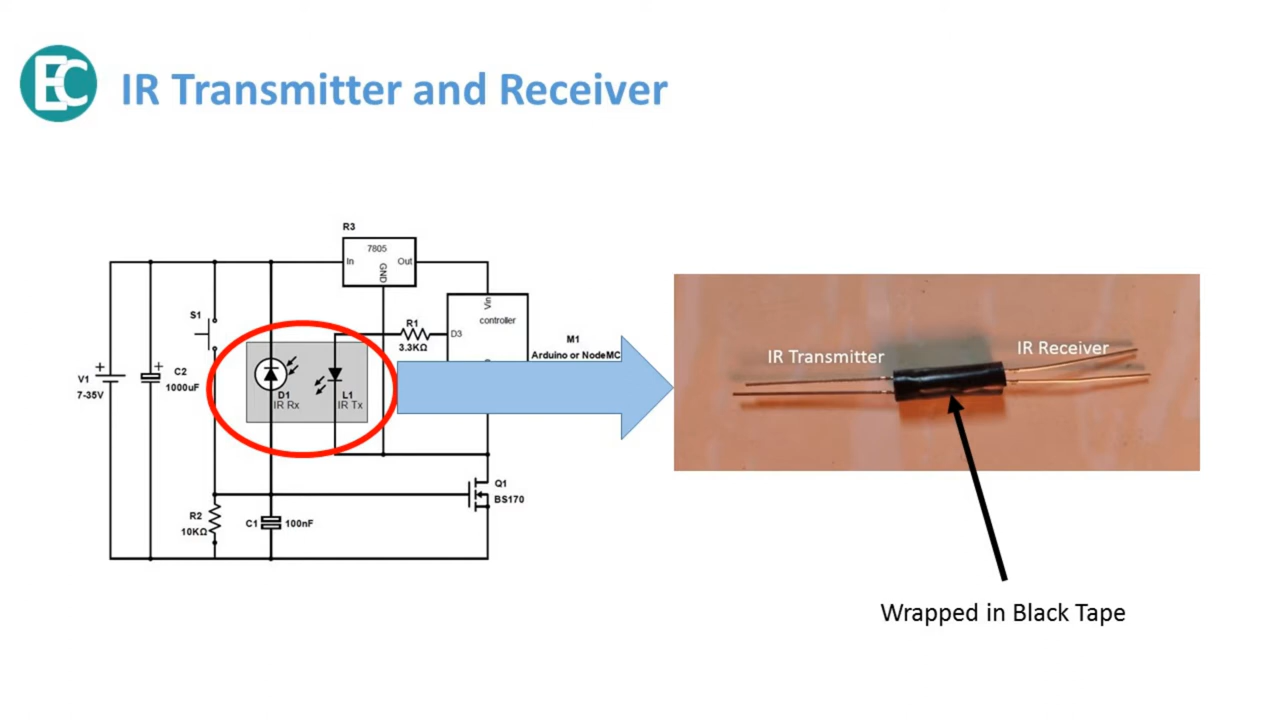 EC
IR Transmitter and Receiver
R3
7805
In
Out
GND
Vin
controller
S1
R1
3.3KΩ
D3
M1
Arduino or NodeMC
C2
1000uF
V1
7-35V
D1
IR Rx
L1
IR Tx
Q1
BS170
R2
10KΩ
C1
100nF
IR Transmitter
IR Receiver
Wrapped in Black Tape